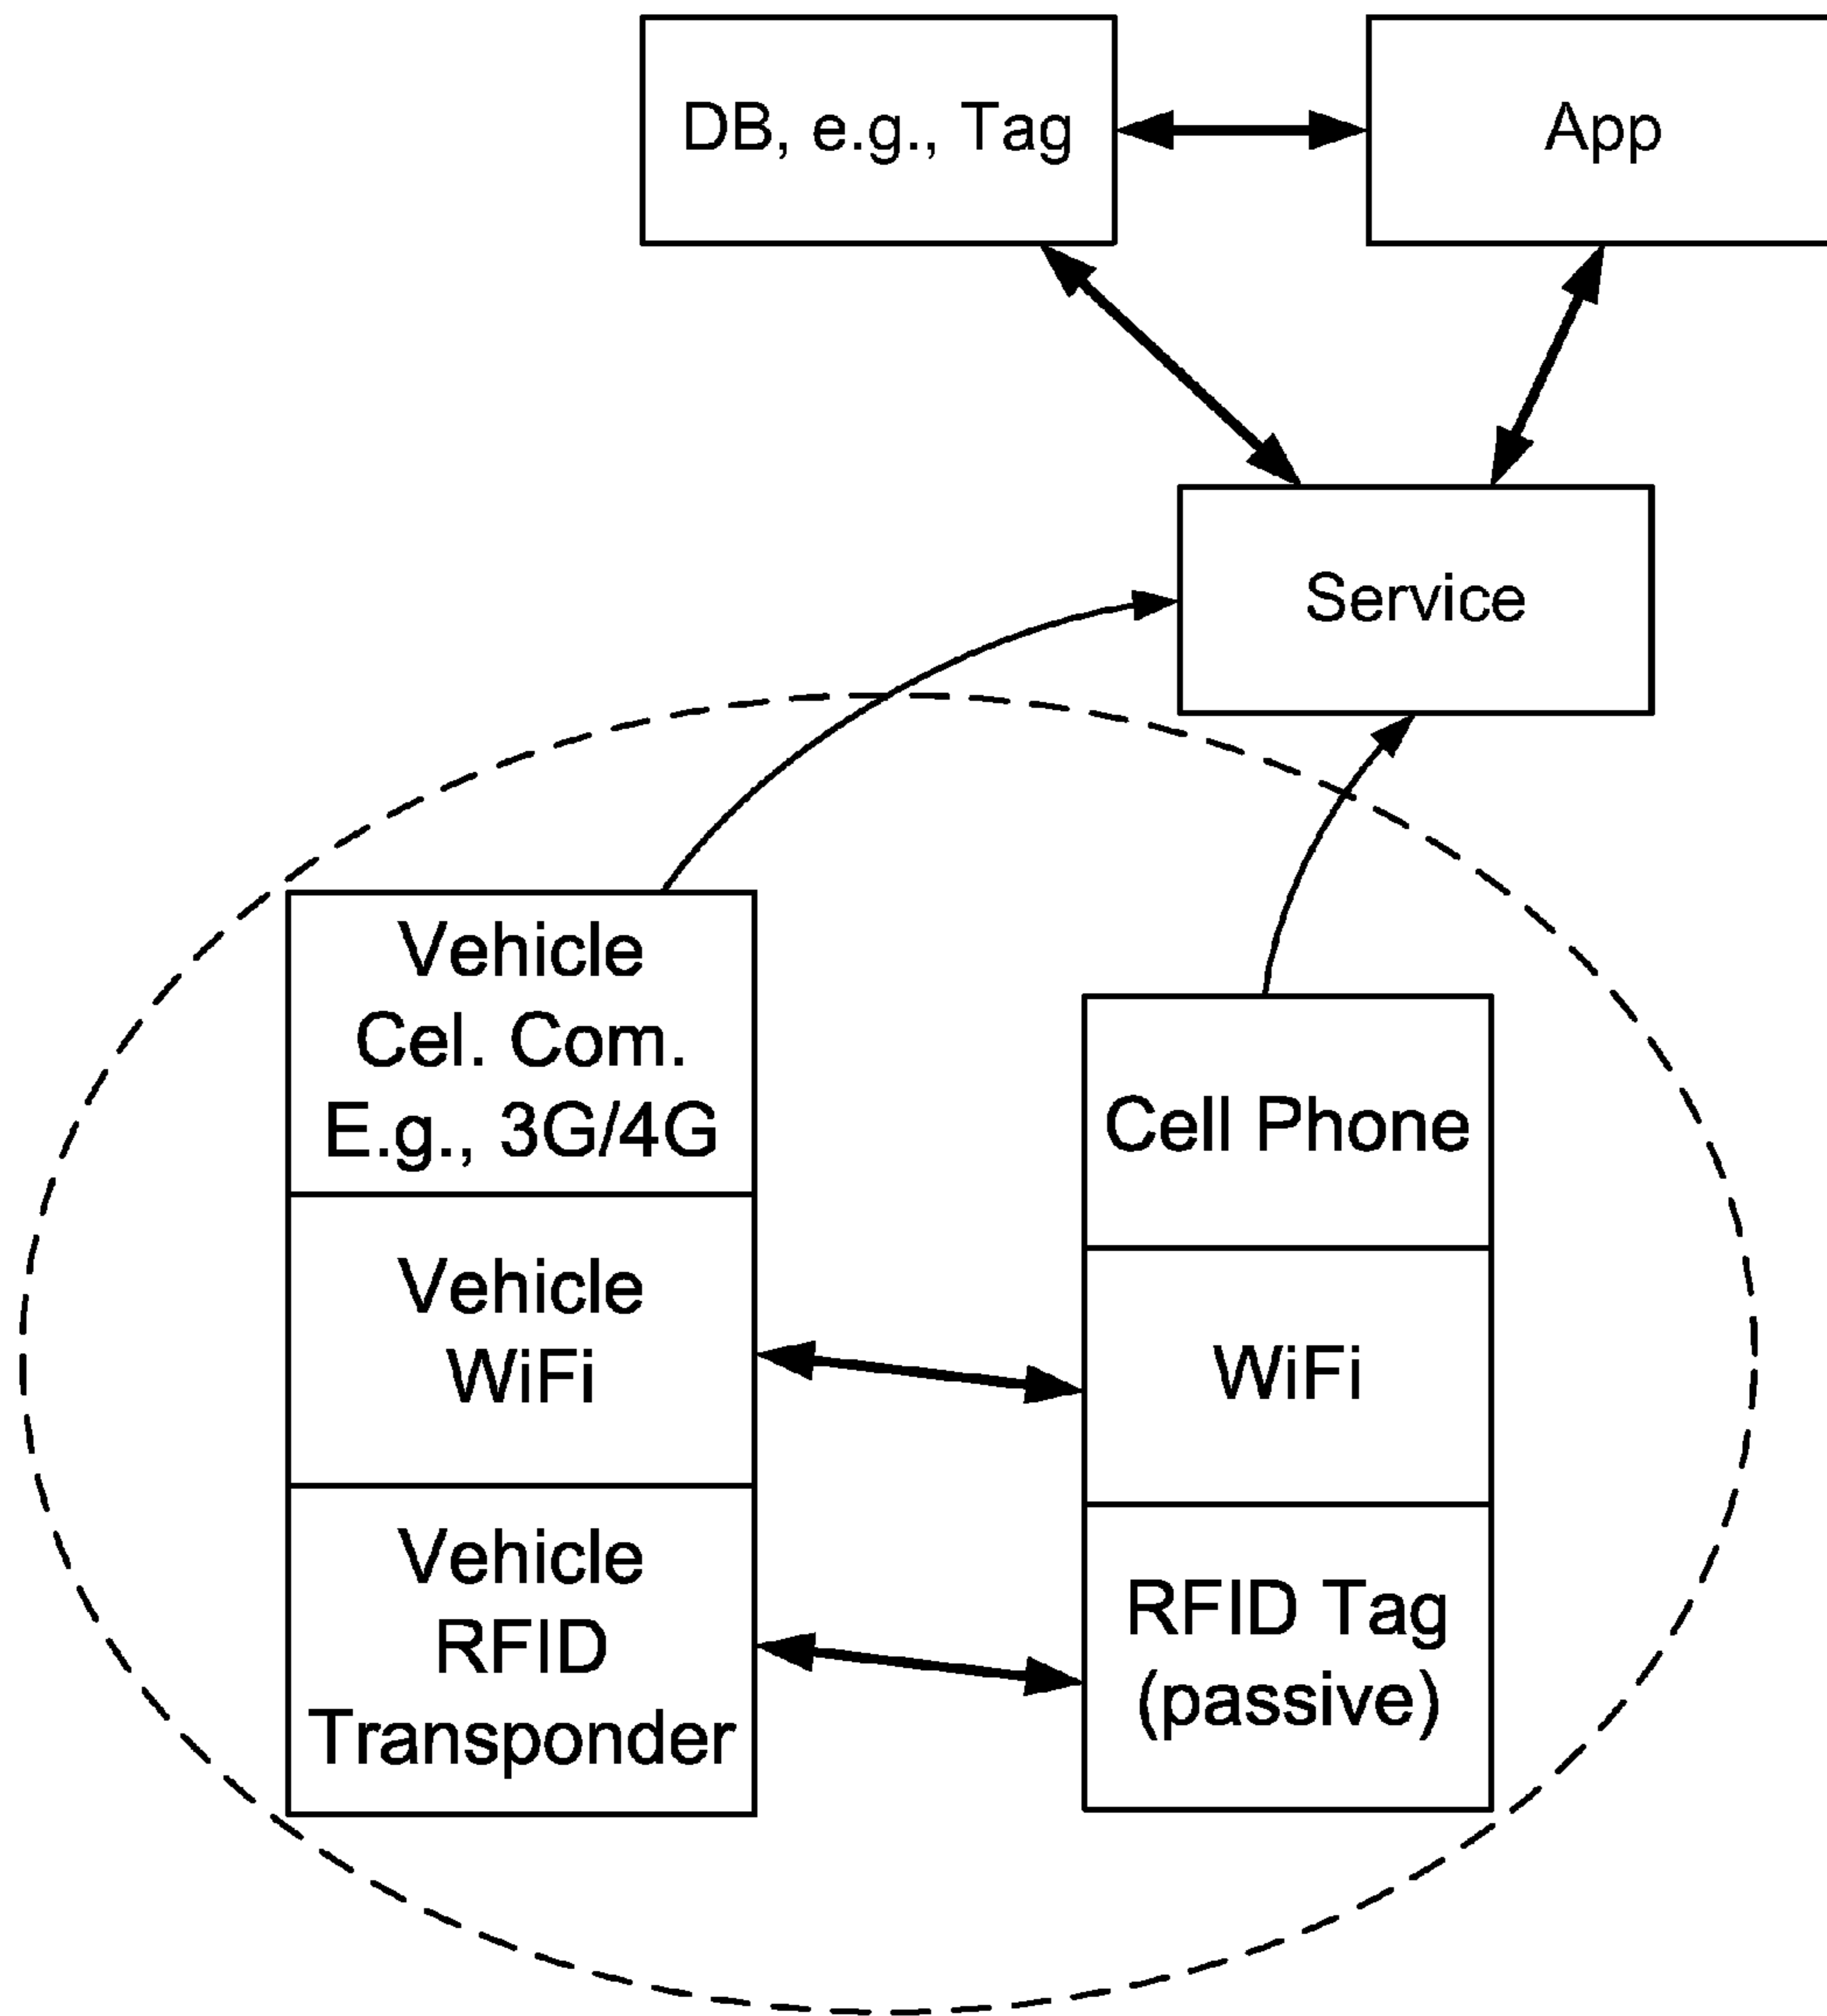 DB, e.g., Tag
App
Service
Vehicle
Cel. Com.
E.g., 3G/4G
Vehicle
WiFi
Vehicle
RFID
Transponder
Cell Phone
WiFi
RFID Tag
(passive)